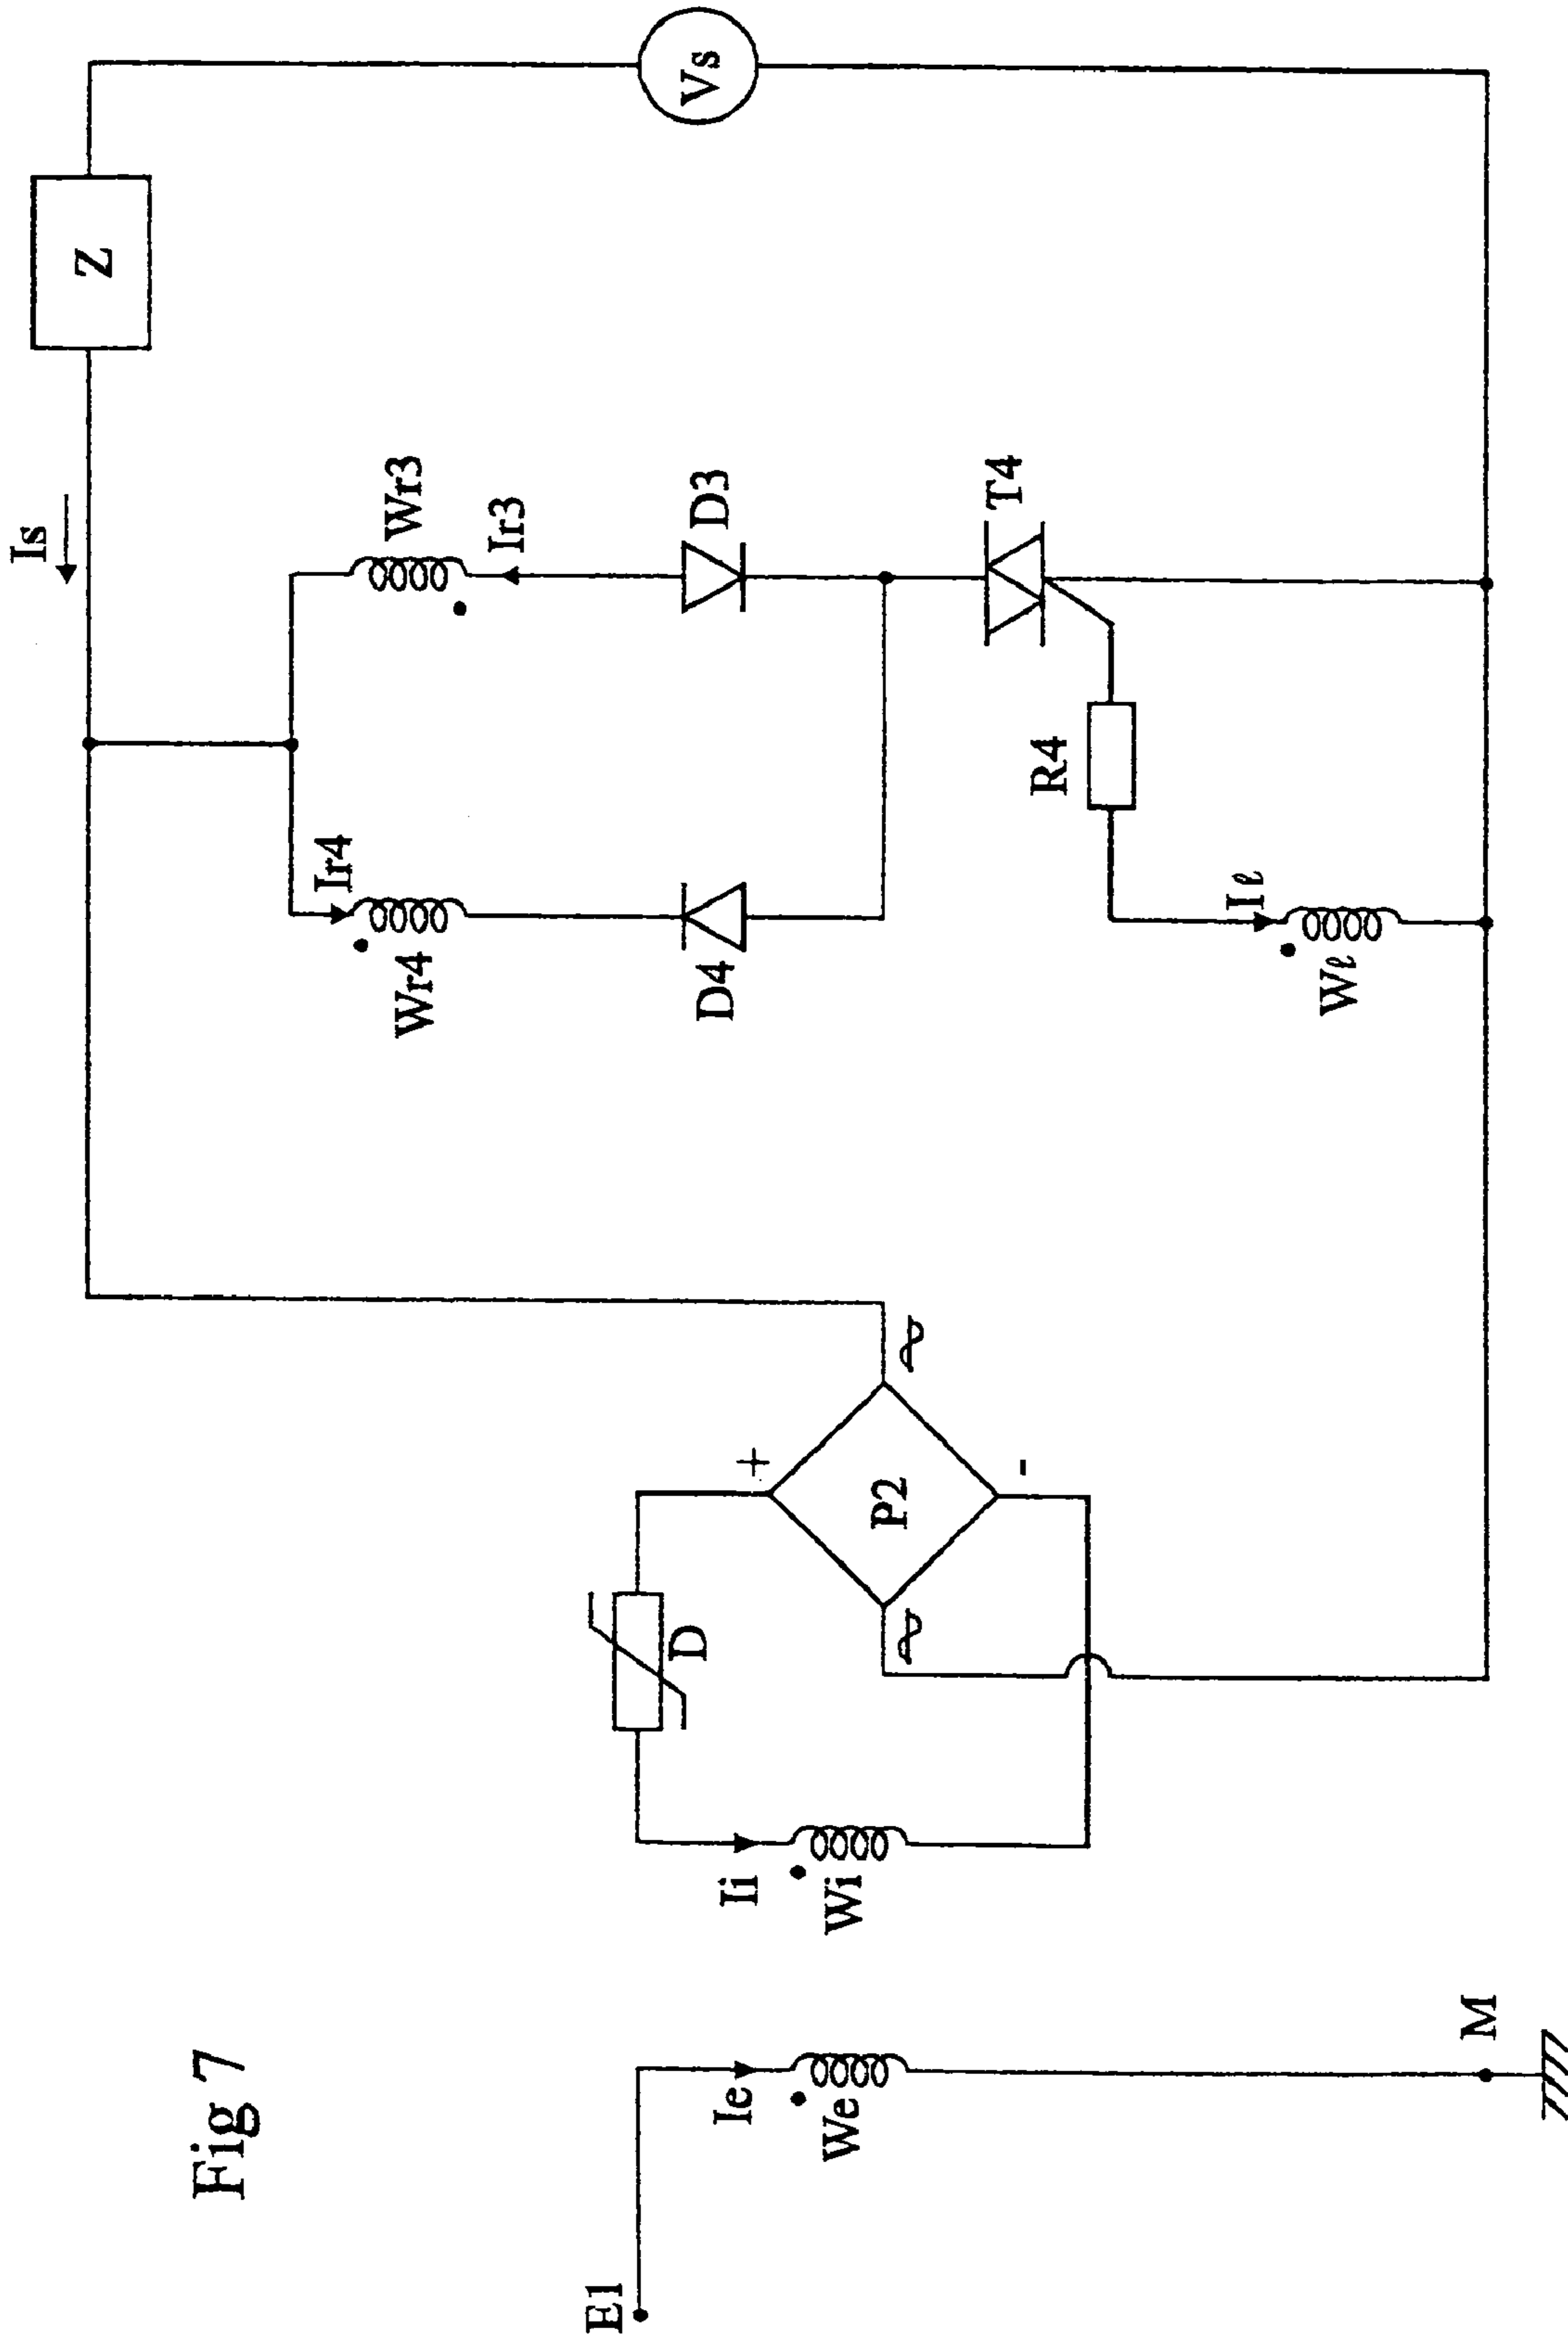 Fig 7
E1
Ie
We
M
Ii
Wi
D
+
P2
-
~
~
Is
Z
Vs
Ir4
Wr4
D4
Wr3
Ir3
D3
T4
R4
Iℓ
Wℓ